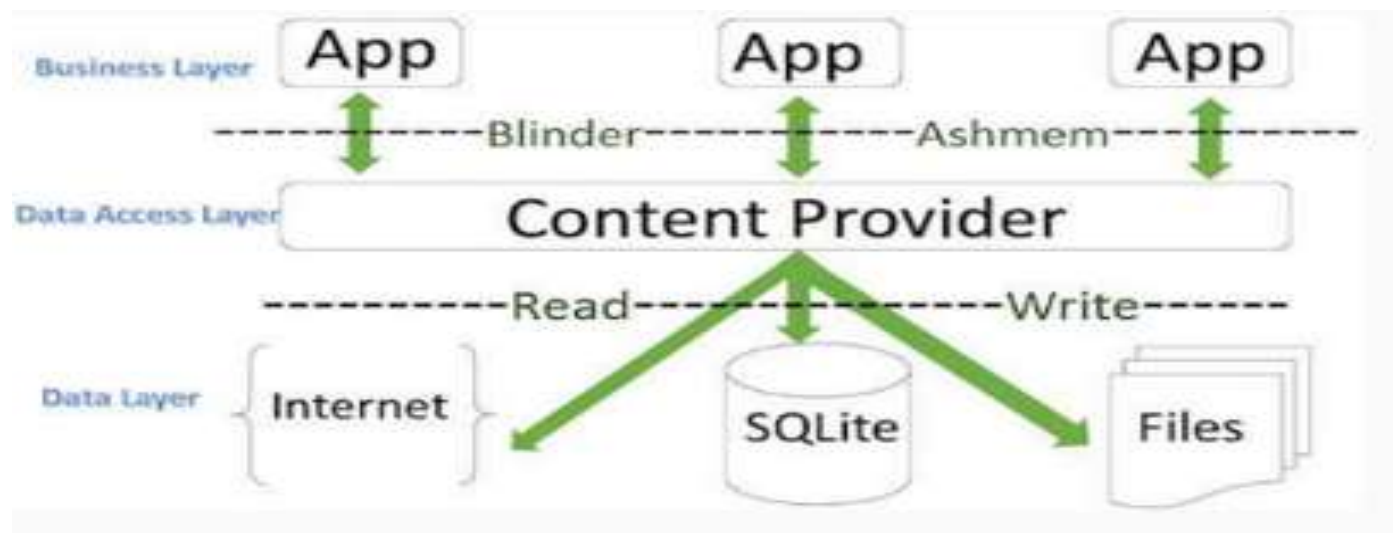 Business Layer App App App
Blinder Ashmem
Data Access Layer Content Provider
Read Write
Data Layer Internet SQLite Files